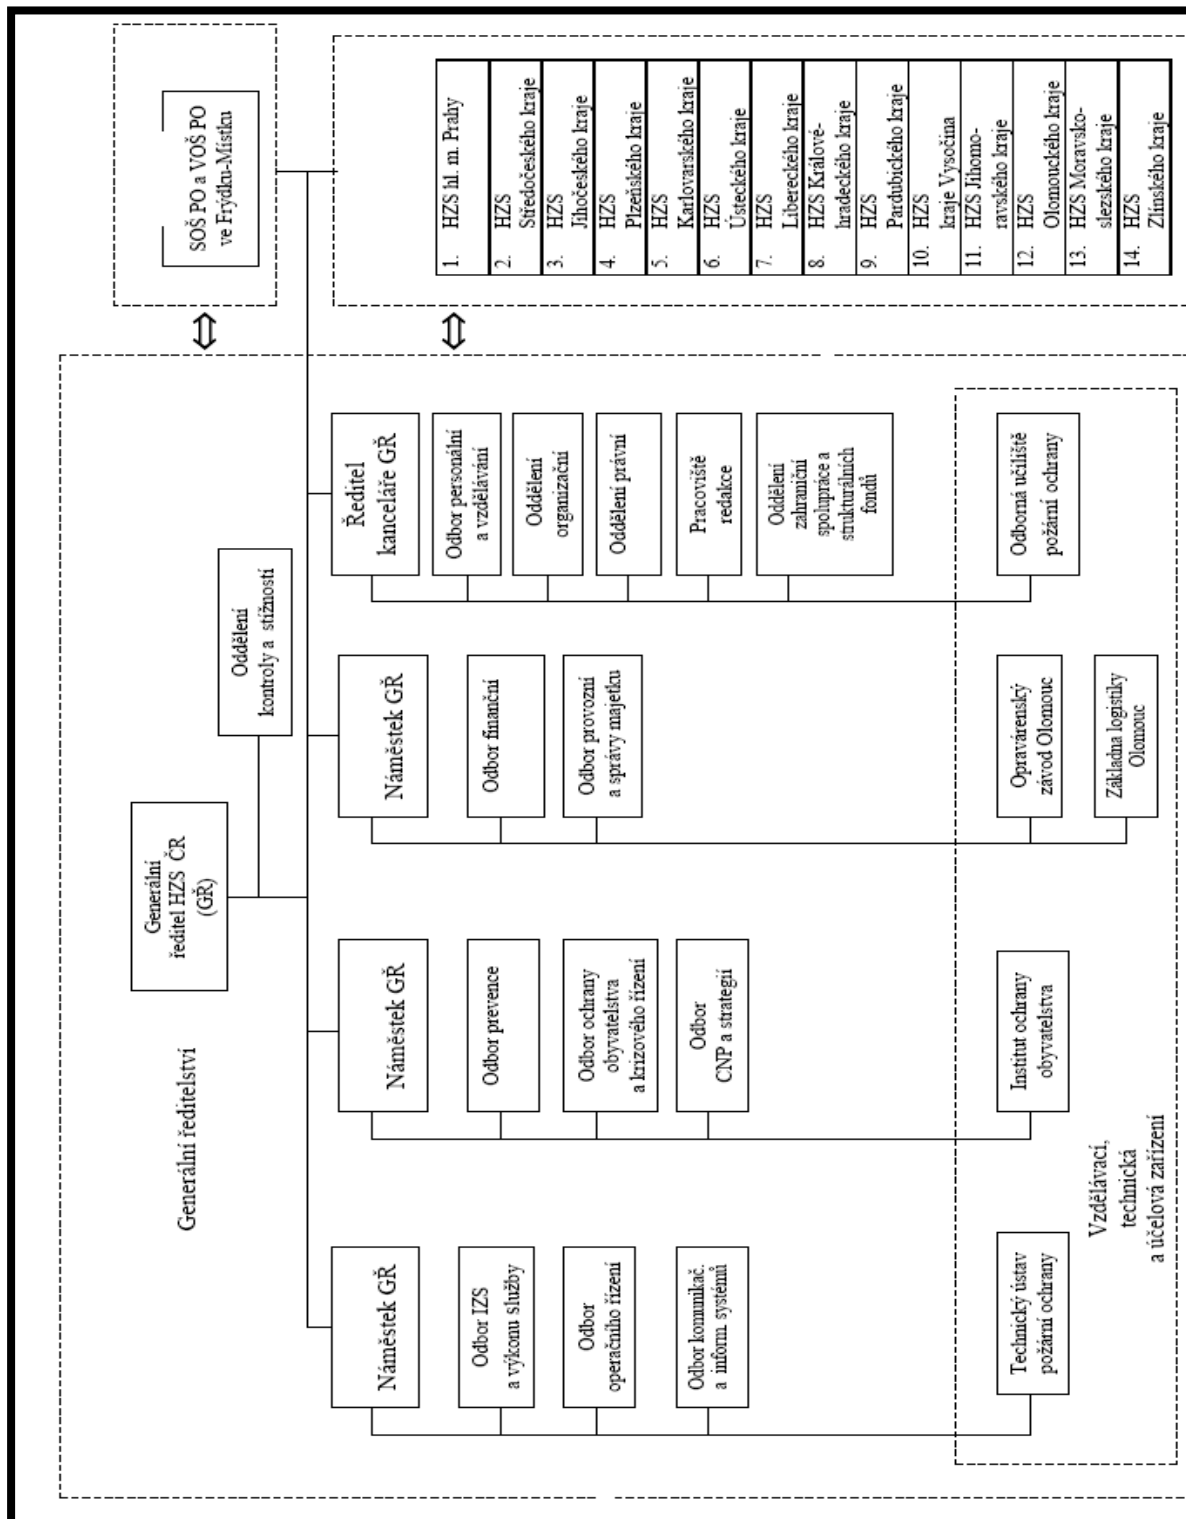 Generální ředitelství
Generální
ředitel HZS ČR
(GŘ)
Oddělení
kontroly a stížností
SOŠ PO a VOŠ PO
ve Frýdku-Místku
Náměstek GŘ
Odbor IZS
a výkonu služby
Odbor
operačního řízení
Odbor komunikač.
a inform. systémů
Technický ústav
požární ochrany
Náměstek GŘ
Odbor prevence
Odbor ochrany
obyvatelstva
a krizového řízení
Odbor
CNP a strategií
Institut ochrany
obyvatelstva
Náměstek GŘ
Odbor finanční
Odbor provozní
a správy majetku
Opravárenský
závod Olomouc
Základna logistiky
Olomouc
Ředitel
kanceláře GŘ
Odbor personální
a vzdělávání
Oddělení
organizační
Oddělení právní
Pracoviště
redakce
Oddělení
zahraniční
spolupráce a
strukturálních
fondů
Odborná učiliště
požární ochrany
Vzdělávací,
technická
a účelová zařízení
1. HZS hl. m. Prahy
2. HZS
Středočeského kraje
3. HZS
Jihočeského kraje
4. HZS
Plzeňského kraje
5. HZS
Karlovarského kraje
6. HZS
Ústeckého kraje
7. HZS
Libereckého kraje
8. HZS Králové-
hradeckého kraje
9. HZS
Pardubického kraje
10. HZS
kraje Vysočina
11. HZS Jihomo-
ravského kraje
12. HZS
Olomouckého kraje
13. HZS Moravsko-
slezského kraje
14. HZS
Zlínského kraje